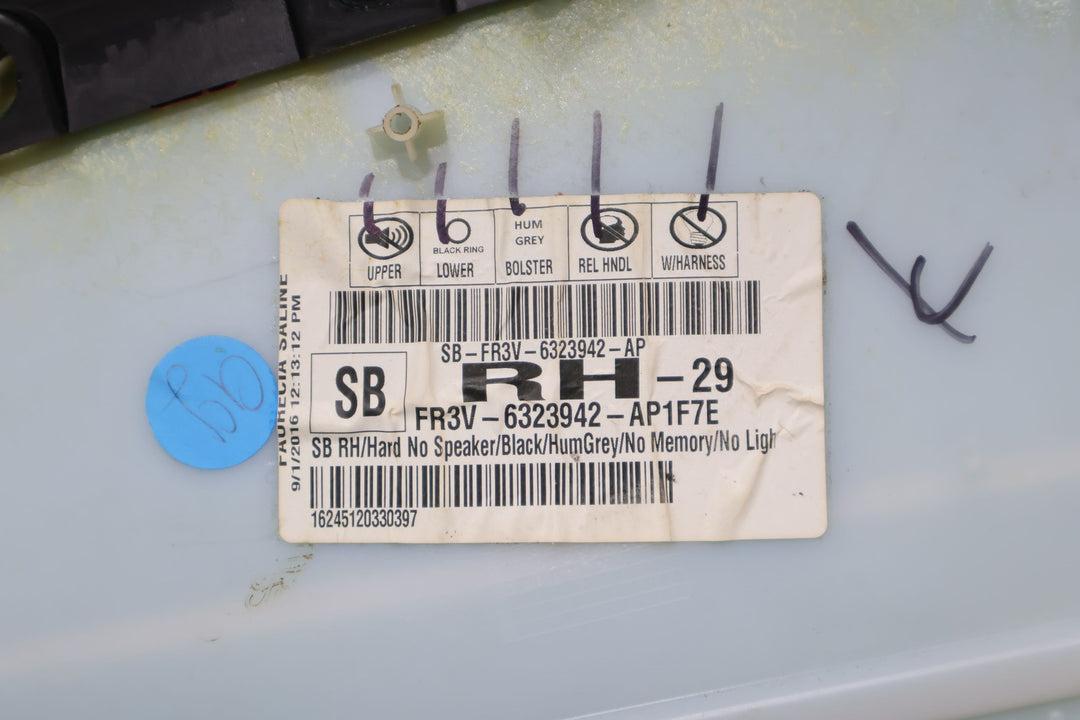 UPPER
BLACK RING
LOWER
HUM
GREY
BOLSTER
REL HNDL
W/HARNESS
SB-FR3V-6323942-AP
SB
RH-29
FR3V-6323942-AP1F7E
SB RH/Hard No Speaker/Black/HumGrey/No Memory/No Ligh
16245120330397
FAURECIA SALINE
9/1/2016 12:13:12 PM